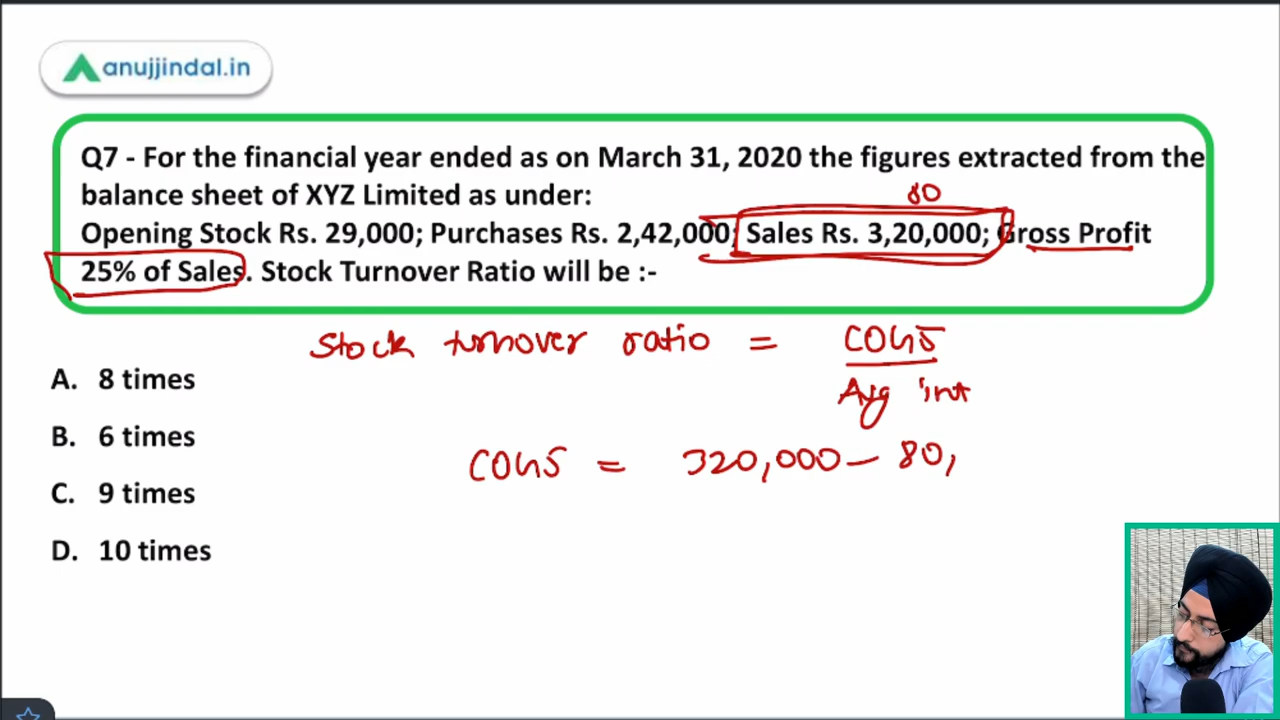 anujjindal.in
Q7 - For the financial year ended as on March 31, 2020 the figures extracted from the
balance sheet of XYZ Limited as under:
80
Opening Stock Rs. 29,000; Purchases Rs. 2,42,000; Sales Rs. 3,20,000; Gross Profit
25% of Sales. Stock Turnover Ratio will be :-
Stock turnover ratio = COGS
Avg int
A. 8 times
B. 6 times
COGS = 320,000 - 80,
C. 9 times
D. 10 times